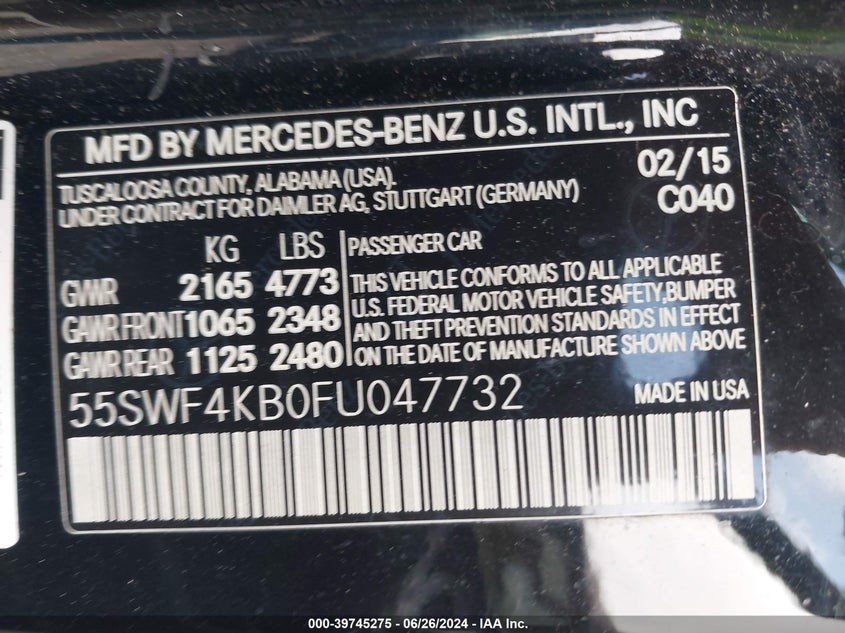 MFD BY MERCEDES-BENZ U.S. INTL., INC
TUSCALOOSA COUNTY, ALABAMA (USA). 02/15
UNDER CONTRACT FOR DAIMLER AG, STUTTGART (GERMANY) C040
KG LBS
GVWR 2165 4773
GAWR FRONT 1065 2348
GAWR REAR 1125 2480
PASSENGER CAR
THIS VEHICLE CONFORMS TO ALL APPLICABLE
U.S. FEDERAL MOTOR VEHICLE SAFETY, BUMPER
AND THEFT PREVENTION STANDARDS IN EFFECT
ON THE DATE OF MANUFACTURE SHOWN ABOVE
55SWF4KB0FU047732 MADE IN USA
000-39745275 - 06/26/2024 - IAA Inc.